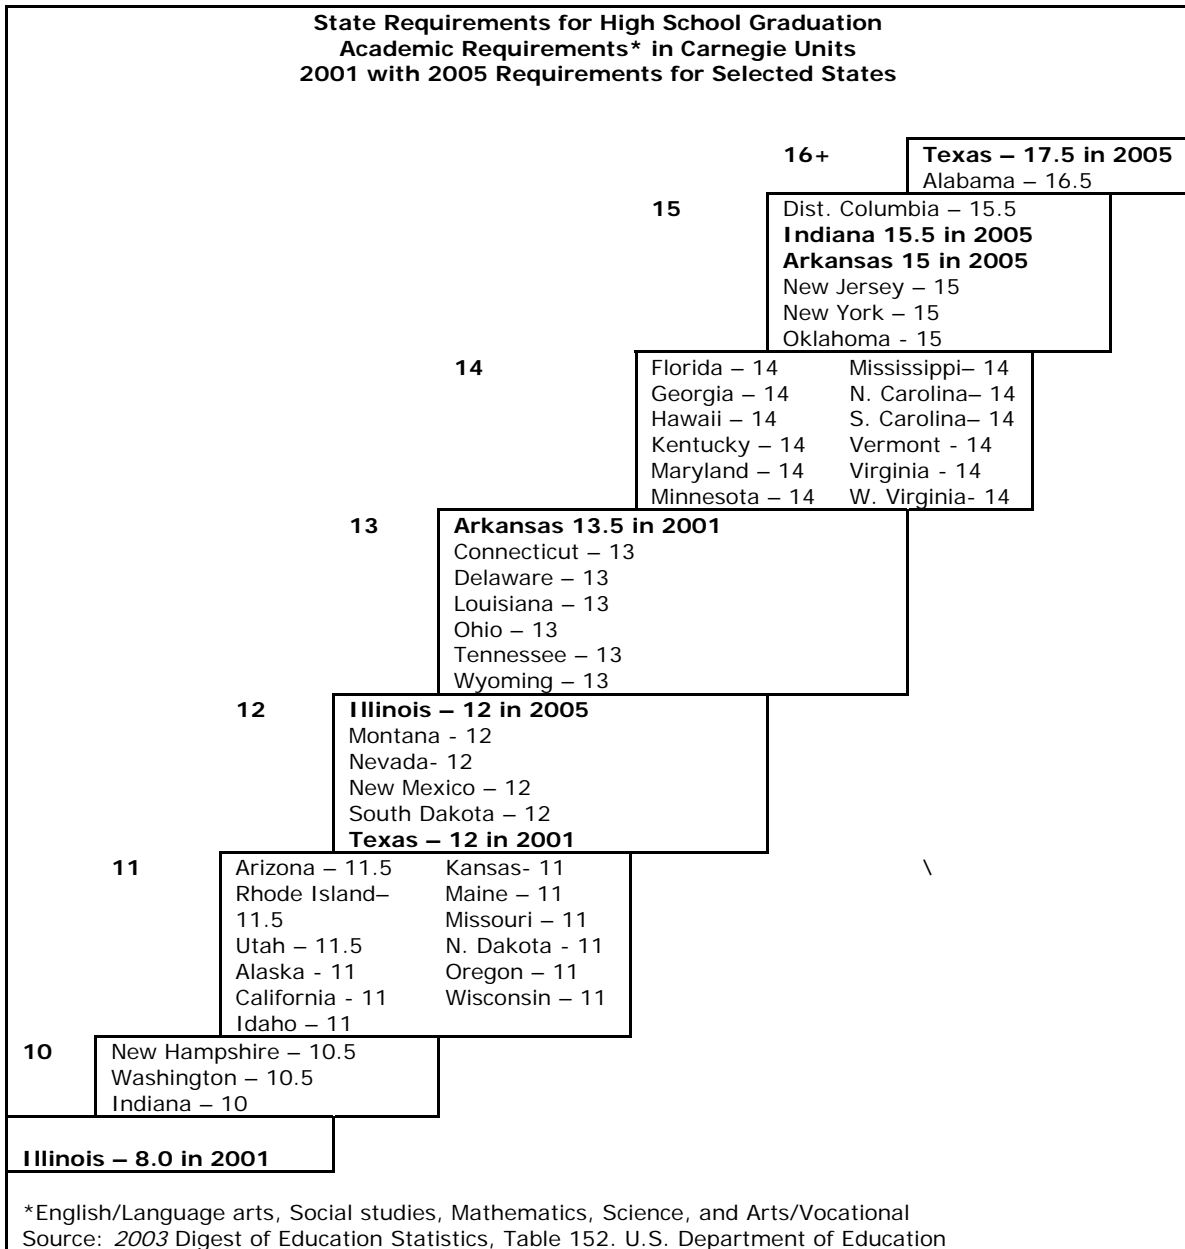 State Requirements for High School Graduation
Academic Requirements* in Carnegie Units
2001 with 2005 Requirements for Selected States
16+
Texas – 17.5 in 2005
Alabama – 16.5
15
Dist. Columbia – 15.5
Indiana 15.5 in 2005
Arkansas 15 in 2005
New Jersey – 15
New York – 15
Oklahoma - 15
14
Florida – 14
Georgia – 14
Hawaii – 14
Kentucky – 14
Maryland – 14
Minnesota – 14
Mississippi– 14
N. Carolina– 14
S. Carolina– 14
Vermont - 14
Virginia - 14
W. Virginia- 14
13
Arkansas 13.5 in 2001
Connecticut – 13
Delaware – 13
Louisiana – 13
Ohio – 13
Tennessee – 13
Wyoming – 13
12
Illinois – 12 in 2005
Montana - 12
Nevada- 12
New Mexico – 12
South Dakota – 12
Texas – 12 in 2001
11
Arizona – 11.5
Rhode Island–
11.5
Utah – 11.5
Alaska - 11
California - 11
Idaho – 11
Kansas- 11
Maine – 11
Missouri – 11
N. Dakota - 11
Oregon – 11
Wisconsin – 11
\
10
New Hampshire – 10.5
Washington – 10.5
Indiana – 10
Illinois – 8.0 in 2001
*English/Language arts, Social studies, Mathematics, Science, and Arts/Vocational
Source: 2003 Digest of Education Statistics, Table 152. U.S. Department of Education